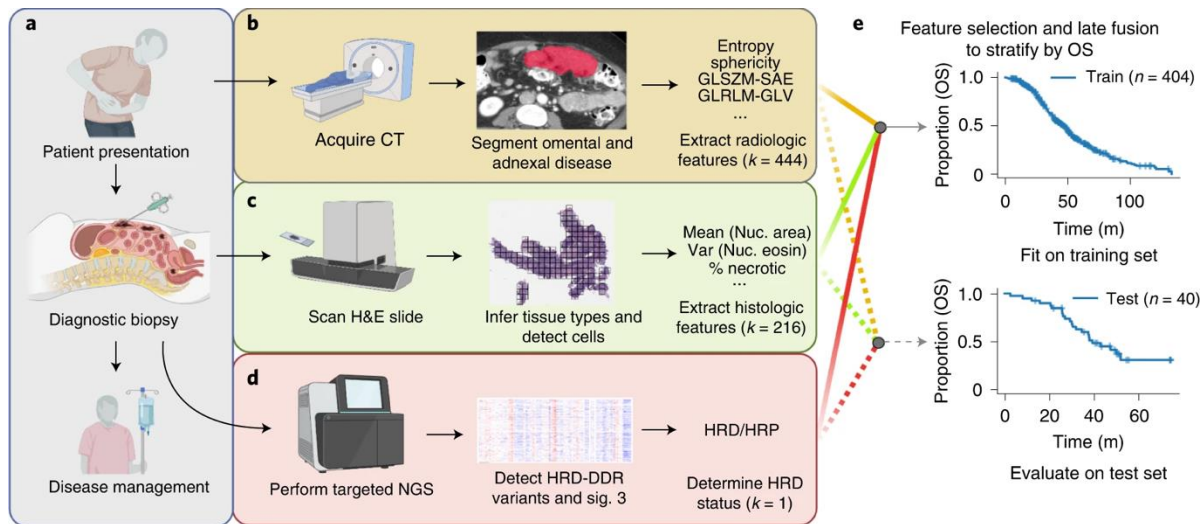 a
Patient presentation
Diagnostic biopsy
Disease management
b
Acquire CT
Segment omental and
adnexal disease
Entropy
sphericity
GLSZM-SAE
GLRLM-GLV
...
Extract radiologic
features (k = 444)
c
Scan H&E slide
Infer tissue types and
detect cells
Mean (Nuc. area)
Var (Nuc. eosin)
% necrotic
...
Extract histologic
features (k = 216)
d
Perform targeted NGS
Detect HRD-DDR
variants and sig. 3
HRD/HRP
Determine HRD
status (k = 1)
e
Feature selection and late fusion
to stratify by OS
Proportion (OS)
1.0
0.5
0
Train (n = 404)
0 50 100
Time (m)
Fit on training set
Proportion (OS)
1.0
0.5
0
Test (n = 40)
0 20 40 60
Time (m)
Evaluate on test set